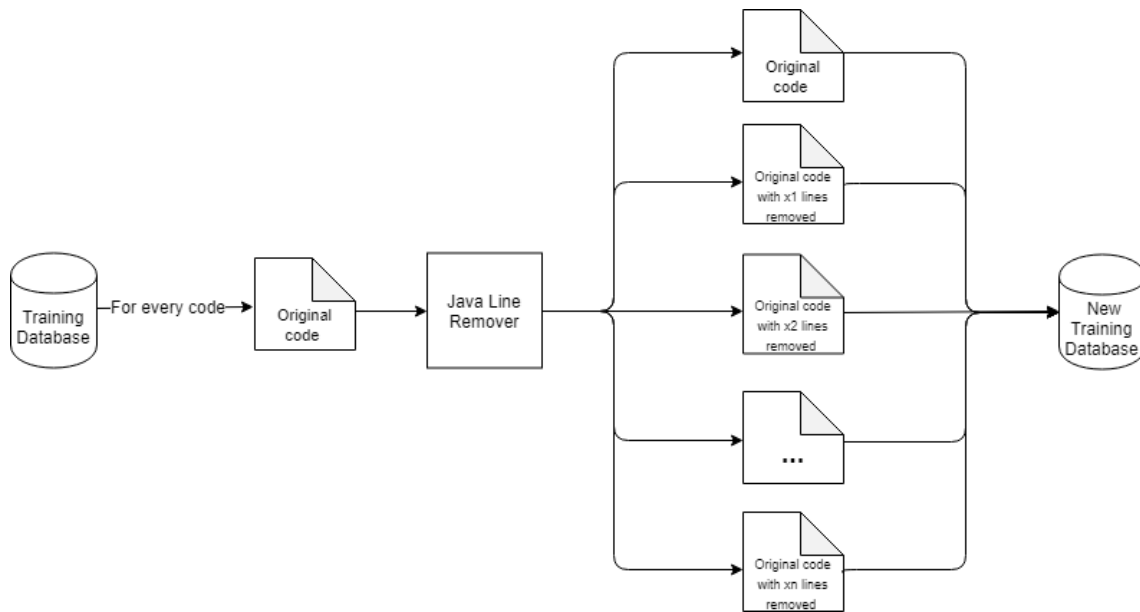 Original
code
Original code
with x1 lines
removed
Training
Database
For every code
Original
code
Java Line
Remover
Original code
with x2 lines
removed
New
Training
Database
...
Original code
with xn lines
removed